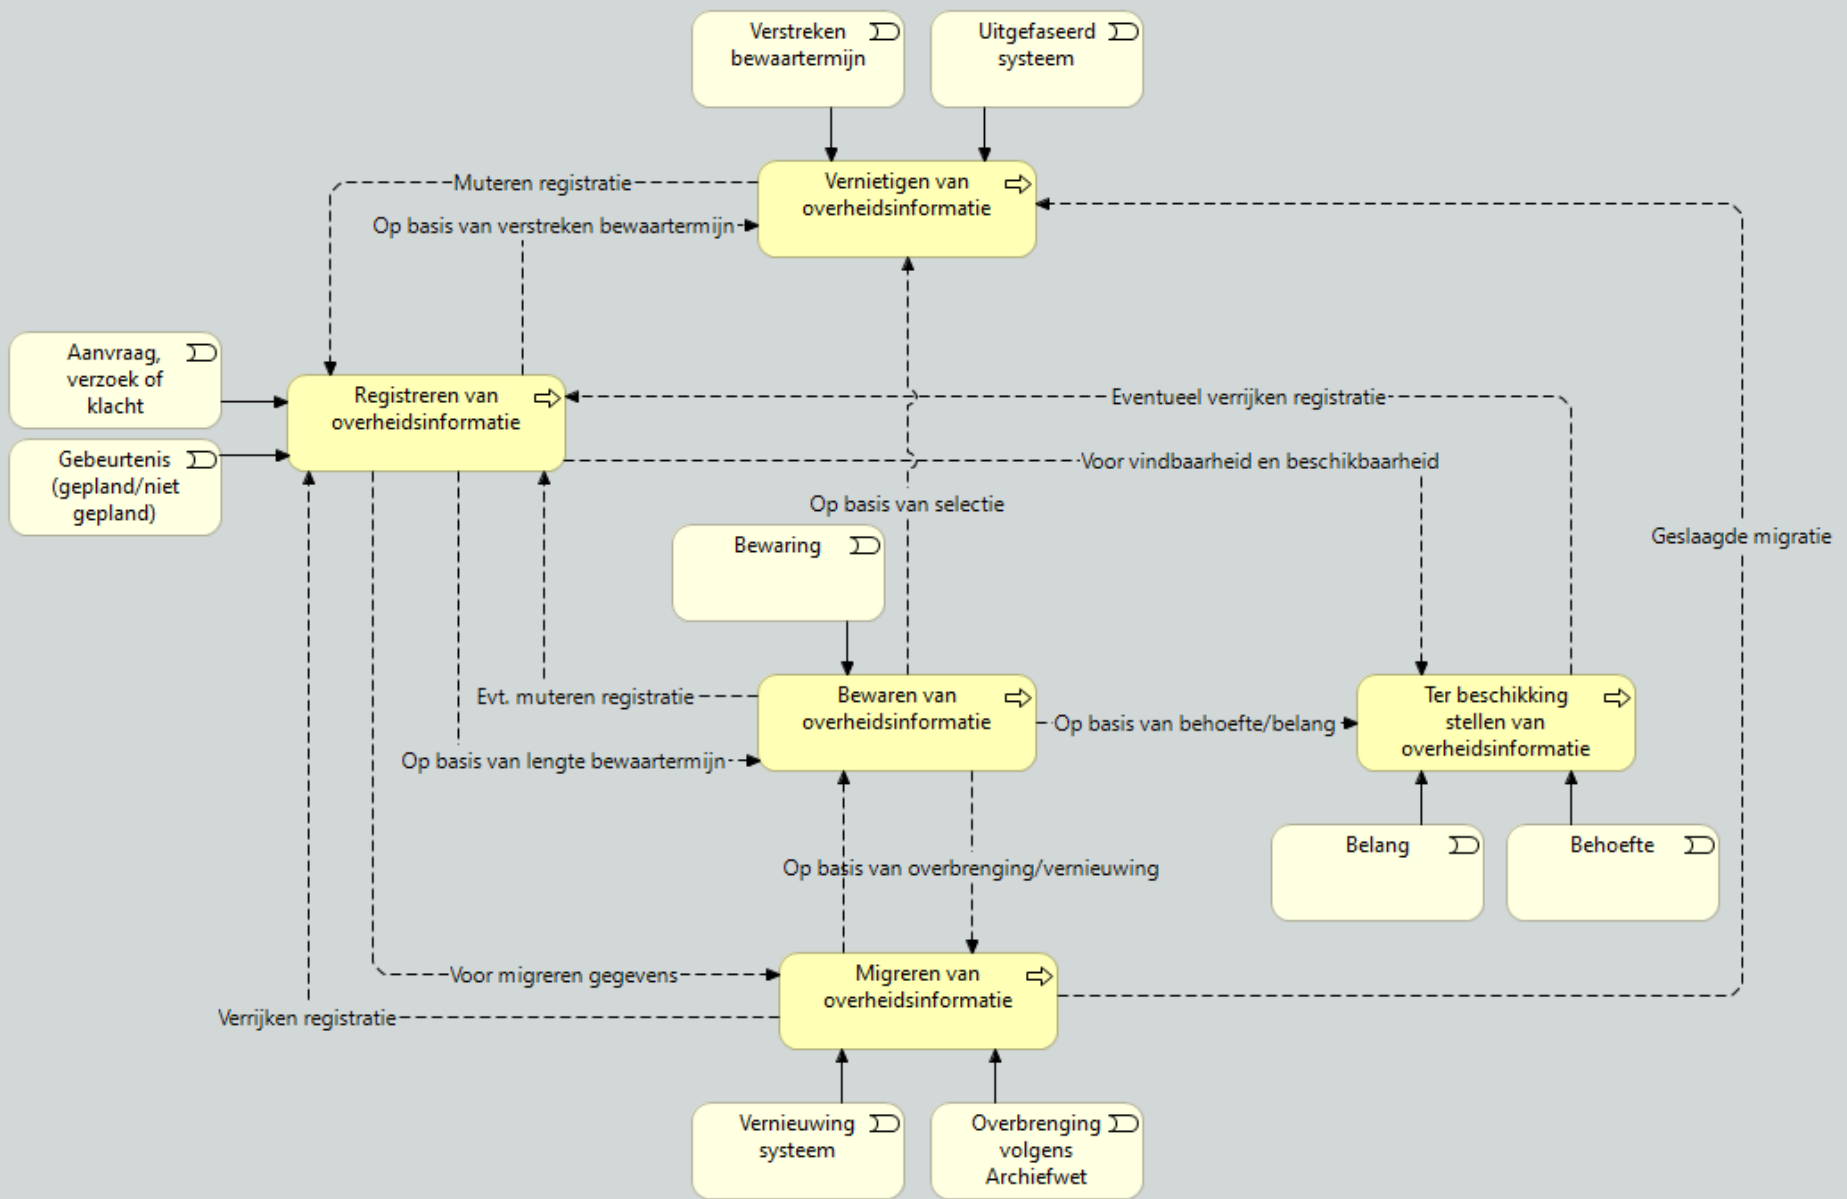 Verstreken
bewaartermijn
Uitgefaseerd
systeem
Vernietigen van
overheidsinformatie
Muteren registratie
Op basis van verstreken bewaartermijn
Aanvraag,
verzoek of
klacht
Registreren van
overheidsinformatie
Eventueel verrijken registratie
Gebeurtenis
(gepland/niet
gepland)
Voor vindbaarheid en beschikbaarheid
Op basis van selectie
Geslaagde migratie
Bewaring
Evt. muteren registratie
Bewaren van
overheidsinformatie
Op basis van behoefte/belang
Ter beschikking
stellen van
overheidsinformatie
Op basis van lengte bewaartermijn
Belang
Behoefte
Op basis van overbrenging/vernieuwing
Voor migreren gegevens
Migreren van
overheidsinformatie
Verrijken registratie
Vernieuwing
systeem
Overbrenging
volgens
Archiefwet